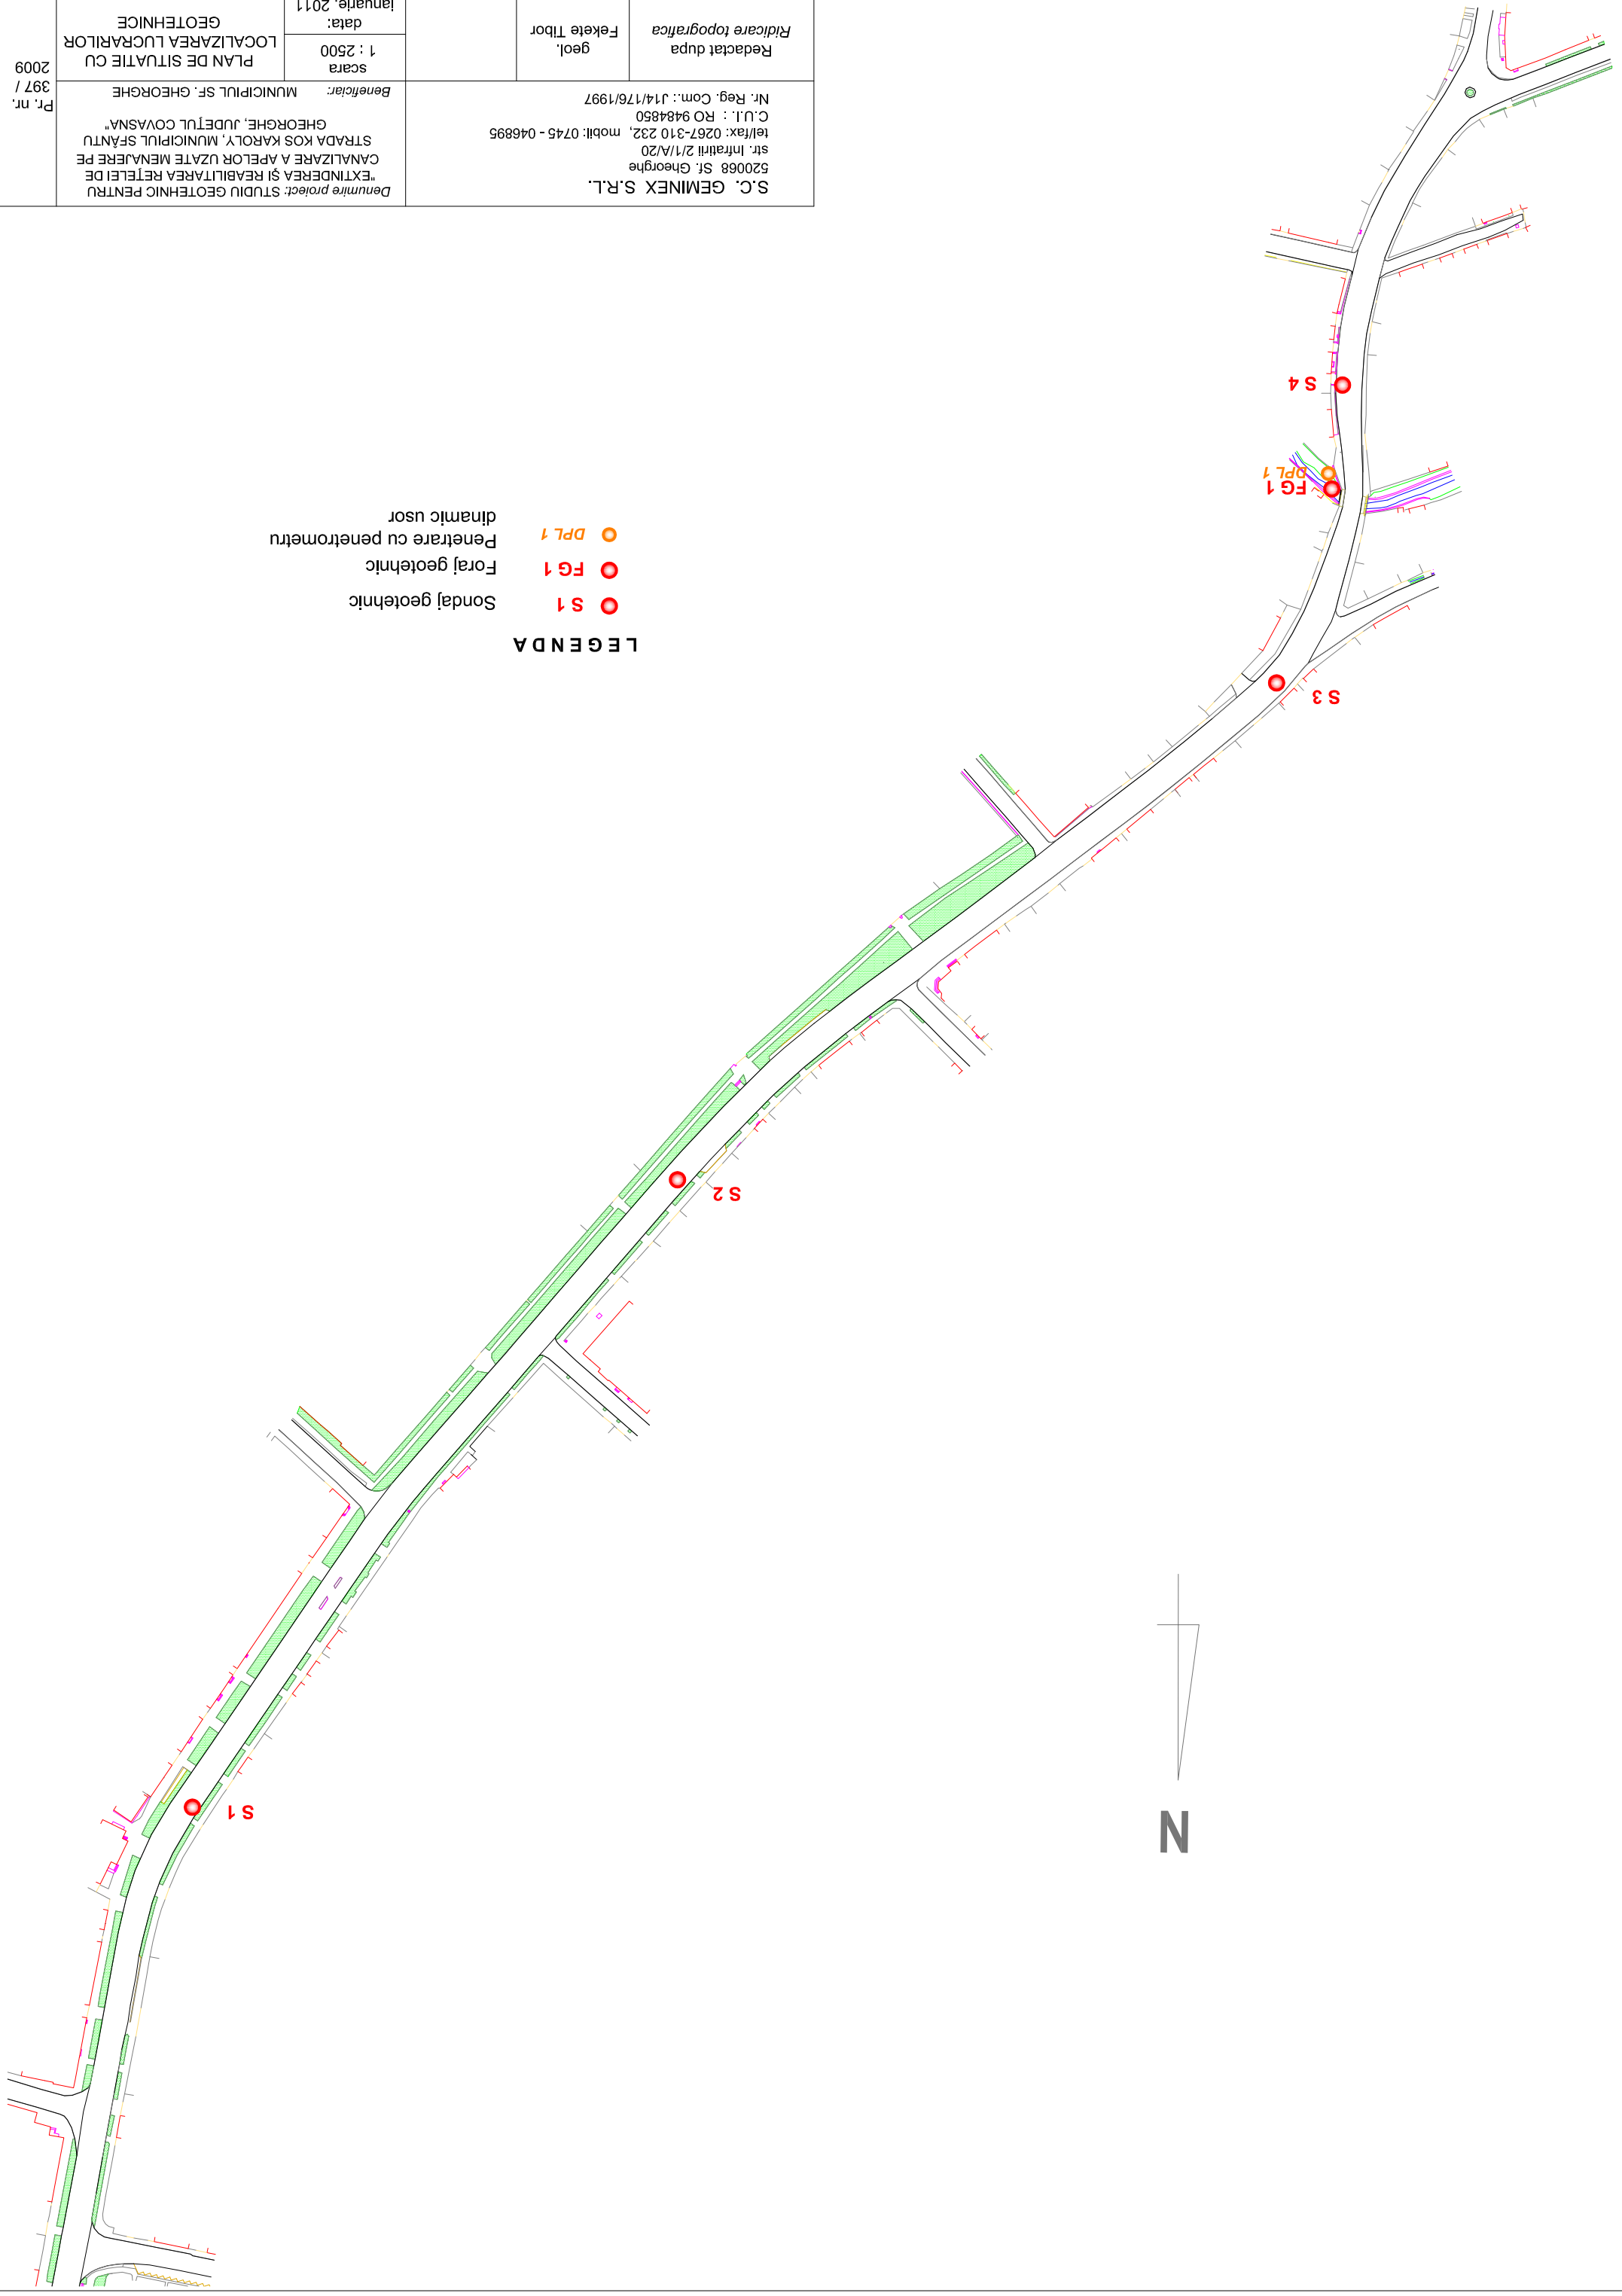 N
S 1
S 2
S 3
FG 1
DPL 1
S 4
L E G E N D A
S 1 Sondaj geotehnic
FG 1 Foraj geotehnic
DPL 1 Penetrare cu penetrometru
dinamic usor
S.C. GEMINEX S.R.L.
520068 Sf. Gheorghe
str. Infratirii 2/1/A/20
tel/fax: 0267-310 232, mobil: 0745 - 046895
C.U.I. : RO 9484850
Nr. Reg. Com.: J14/176/1997
Denumire proiect: STUDIU GEOTEHNIC PENTRU
"EXTINDEREA ŞI REABILITAREA REŢELEI DE
CANALIZARE A APELOR UZATE MENAJERE PE
STRADA KOS KAROLY, MUNICIPIUL SFÂNTU
GHEORGHE, JUDEŢUL COVASNA"
Beneficiar: MUNICIPIUL SF. GHEORGHE
Pr. nr.
397 /
2009
Redactat dupa
Ridicare topografica
geol.
Fekete Tibor
scara
1 : 2500
data:
ianuarie, 2011
PLAN DE SITUATIE CU
LOCALIZAREA LUCRARILOR
GEOTEHNICE